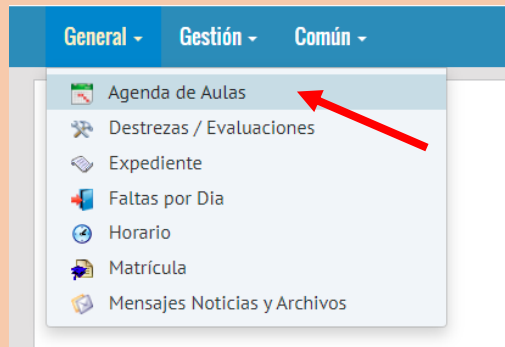 General Gestión Común
Agenda de Aulas
Destrezas / Evaluaciones
Expediente
Faltas por Dia
Horario
Matrícula
Mensajes Noticias y Archivos